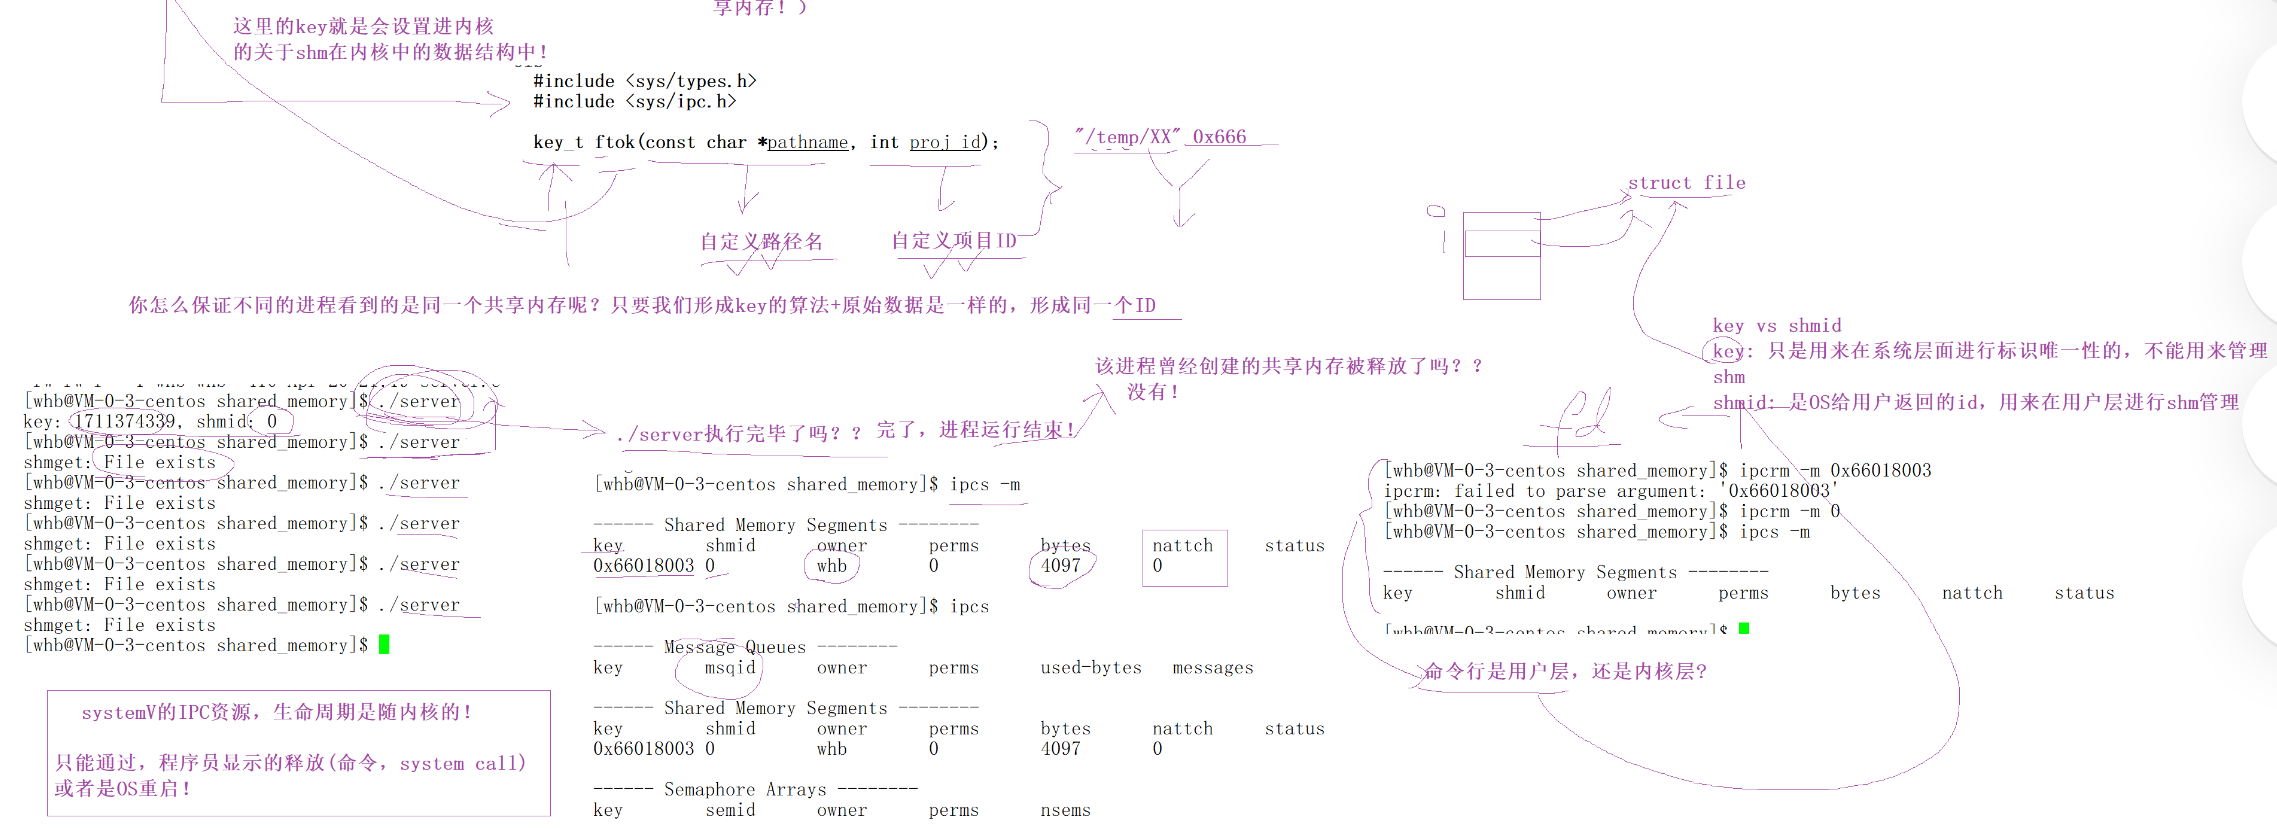 享内存！）
这里的key就是会设置进内核
的关于shm在内核中的数据结构中！
#include <sys/types.h>
#include <sys/ipc.h>
key_t ftok(const char *pathname, int proj_id);
"/temp/XX" 0x666
自定义路径名
自定义项目ID
struct file
你怎么保证不同的进程看到的是同一个共享内存呢？只要我们形成key的算法+原始数据是一样的，形成同一个ID
key vs shmid
key: 只是用来在系统层面进行标识唯一性的，不能用来管理
shm
shmid: 是OS给用户返回的id，用来在用户层进行shm管理
该进程曾经创建的共享内存被释放了吗？？
没有！
[whb@VM-0-3-centos shared_memory]$ ./server
key: 1711374339, shmid: 0
[whb@VM-0-3-centos shared_memory]$ ./server
shmget: File exists
[whb@VM-0-3-centos shared_memory]$ ./server
shmget: File exists
[whb@VM-0-3-centos shared_memory]$ ./server
shmget: File exists
[whb@VM-0-3-centos shared_memory]$ ./server
shmget: File exists
[whb@VM-0-3-centos shared_memory]$ ./server
shmget: File exists
[whb@VM-0-3-centos shared_memory]$
./server执行完毕了吗？？ 完了，进程运行结束！
[whb@VM-0-3-centos shared_memory]$ ipcs -m
------ Shared Memory Segments --------
key shmid owner perms bytes nattch status
0x66018003 0 whb 0 4097 0
[whb@VM-0-3-centos shared_memory]$ ipcs
------ Message Queues --------
key msqid owner perms used-bytes messages
------ Shared Memory Segments --------
key shmid owner perms bytes nattch status
0x66018003 0 whb 0 4097 0
------ Semaphore Arrays --------
key semid owner perms nsems
[whb@VM-0-3-centos shared_memory]$ ipcrm -m 0x66018003
ipcrm: failed to parse argument: '0x66018003'
[whb@VM-0-3-centos shared_memory]$ ipcrm -m 0
[whb@VM-0-3-centos shared_memory]$ ipcs -m
------ Shared Memory Segments --------
key shmid owner perms bytes nattch status
[whb@VM-0-3-centos shared_memory]$
命令行是用户层，还是内核层?
systemV的IPC资源，生命周期是随内核的！
只能通过，程序员显示的释放(命令，system call)
或者是OS重启！